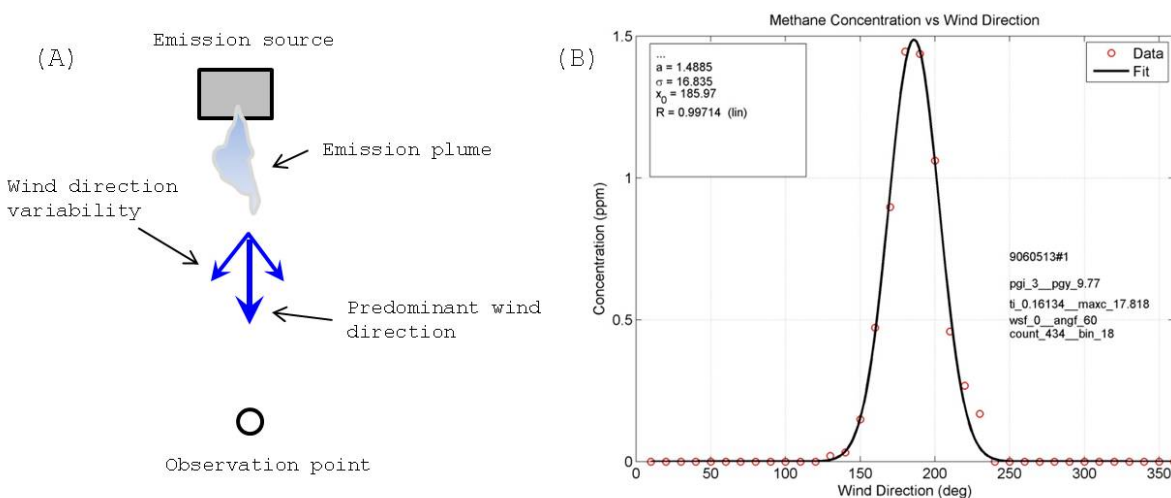 (A)
Emission source
Emission plume
Wind direction
variability
Predominant wind
direction
Observation point
(B)
Methane Concentration vs Wind Direction
...
a = 1.4885
σ = 16.835
x0 = 185.97
R = 0.99714 (lin)
Data
Fit
9060513#1
pgi_3__pgy_9.77
ti_0.16134__maxc_17.818
wsf_0__angf_60
count_434__bin_18
Concentration (ppm)
1.5
1
0.5
0
0 50 100 150 200 250 300 350
Wind Direction (deg)